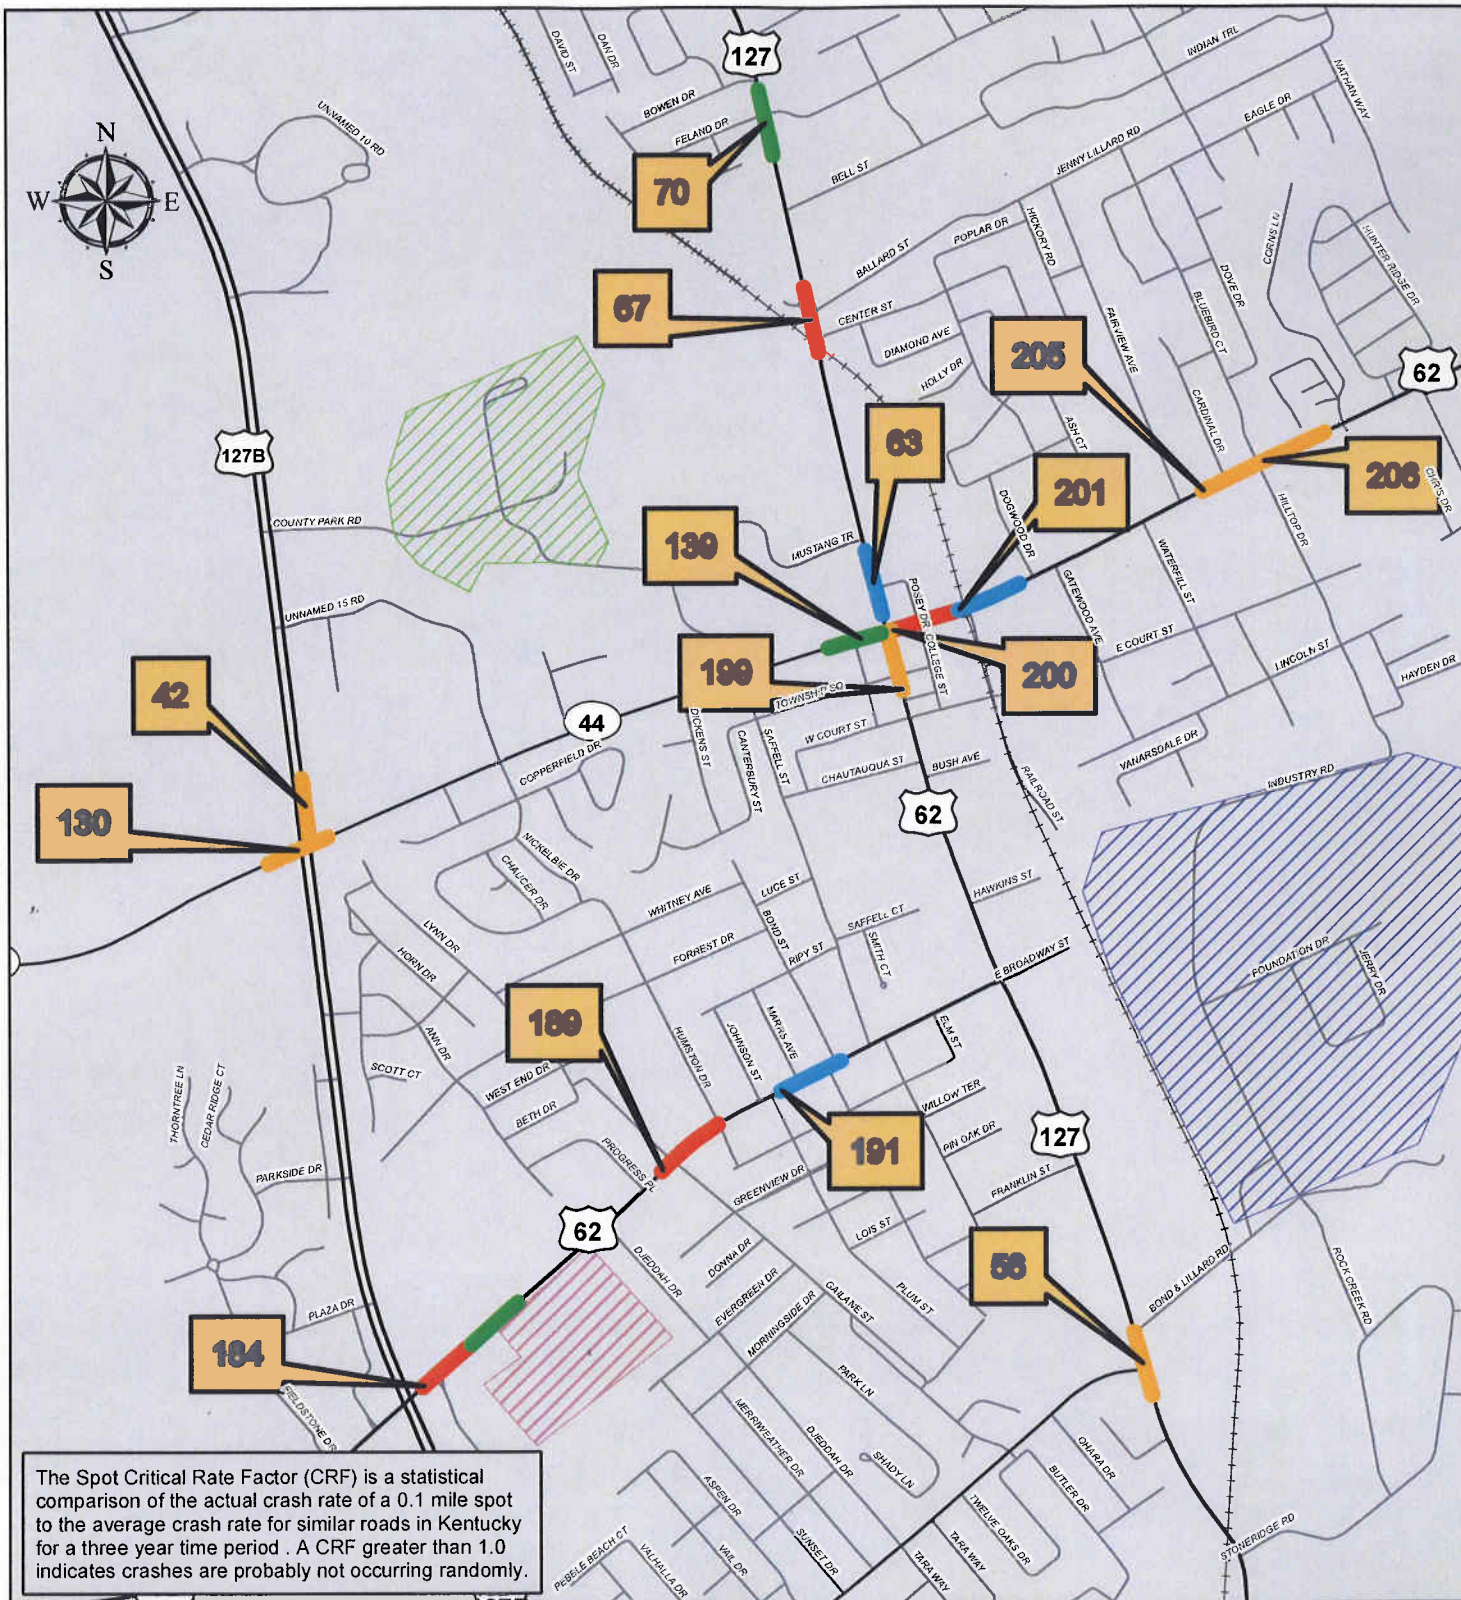 127
DAVID ST
DAN DR
BOWEN DR
FELAND DR
INDIAN TRL
NATHAN WAY
EAGLE DR
JENNY LILLARD RD
BELL ST
UNNAMED 10 RD
N
W
E
S
70
POPLAR DR
HICKORY RD
BALLARD ST
CORNS LN
HUNTER RIDGE DR
DOVE DR
BLUEBIRD CT
67
CENTER ST
DIAMOND AVE
HOLLY DR
FAIRVIEW AVE
205
62
CARDINAL DR
ASH CT
63
127B
201
206
CHRIS DR
COUNTY PARK RD
139
MUSTANG TR
DOGWOOD DR
HILLTOP DR
WATERFILL ST
GATEWOOD AVE
POSEY DR
COLLEGE ST
UNNAMED 15 RD
E COURT ST
LINCOLN ST
HAYDEN DR
42
199
200
TOWNSHIP SQ
44
DICKENS ST
W COURT ST
CANTERBURY ST
SAFFELL ST
CHAUTAUQUA ST
BUSH AVE
VANARSDALE DR
COPPERFIELD DR
INDUSTRY RD
RAILROAD ST
130
62
NICKELBIE DR
CHAUCER DR
WHITNEY AVE
LUCE ST
HAWKINS ST
LYNN DR
HORN DR
BOND ST
SAFFELL CT
FORREST DR
RIPY ST
SMITH CT
E BROADWAY ST
FOUNDATION DR
JERRY DR
189
ANN DR
HUMSTON DR
JOHNSON ST
MARRS AVE
ELM ST
SCOTT CT
WEST END DR
BETH DR
THORNTREE LN
CEDAR RIDGE CT
WILLOW TER
127
PIN OAK DR
191
PROGRESS PL
PARKSIDE DR
GREENVIEW DR
FRANKLIN ST
62
LOIS ST
DJEDDAH DR
DONNA DR
EVERGREEN DR
GAILANE ST
PLUM ST
56
BOND & LILLARD RD
ROCK CREEK RD
PLAZA DR
MORNINGSIDE DR
184
FIELDSTONE DR
PARK LN
MERRIWEATHER DR
DJEDDAH DR
SHADY LN
OHARA DR
BUTLER DR
ASPEN DR
TWELVE OAKS DR
STONERIDGE RD
PEBBLE BEACH CT
VALHALLA DR
VAIL DR
SUNSET DR
TARA WAY
TARA WAY
The Spot Critical Rate Factor (CRF) is a statistical
comparison of the actual crash rate of a 0.1 mile spot
to the average crash rate for similar roads in Kentucky
for a three year time period . A CRF greater than 1.0
indicates crashes are probably not occurring randomly.